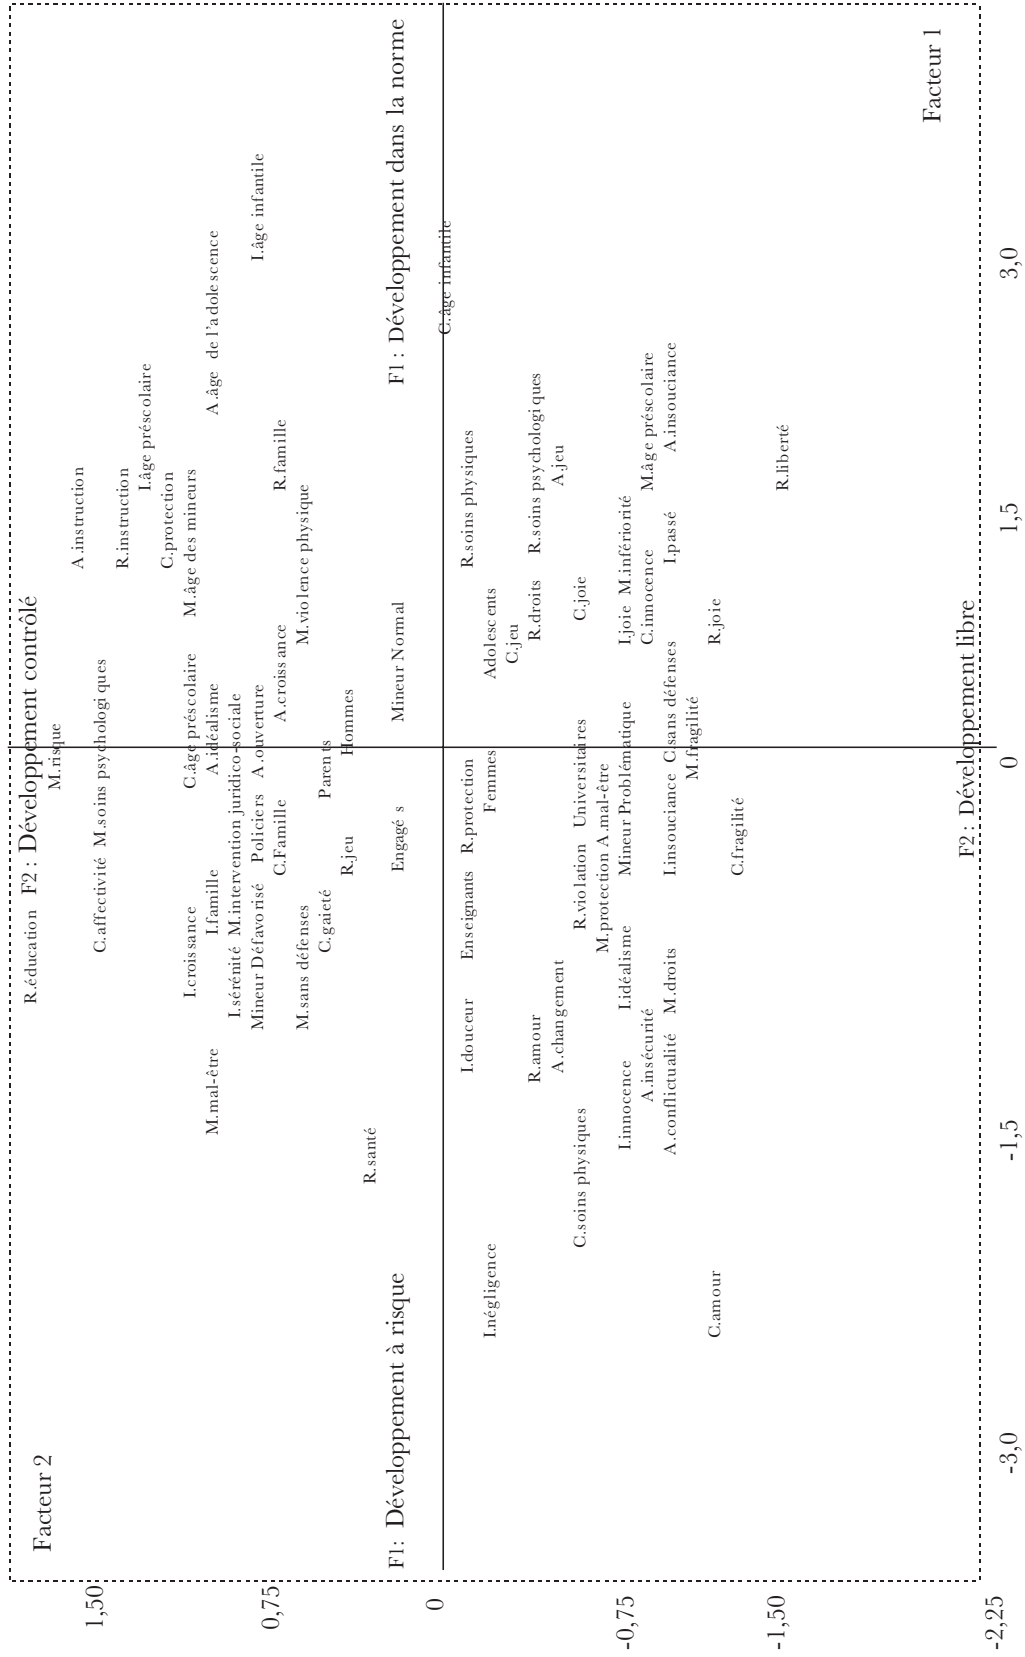 R.éducation F2 : Développement contrôlé
Facteur 2
M.risque
A.instruction
1,50
C.affectivité M.soins psychologiques
R.instruction
I.âge préscolaire
C.protection
I.croissance C.âge préscolaire M.âge des mineurs
M.mal-être I.famille A.idéalisme A.âge de l'adolescence
I.sérénité M.intervention juridico-sociale
Mineur Défavorisé Policiers A.ouverture I.âge infantile
0,75
C.Famille A.croissance R.famille
M.sans défenses M.violence physique
C.gaieté Parents
R.jeu Hommes
R.santé
F1 : Développement à risque Engagés Mineur Normal F1 : Développement dans la norme
0
C.âge infantile
I.douceur Enseignants R.protection R.soins physiques
I.négligence Femmes Adolescents
C.jeu
R.amour R.droits R.soins psychologiques
A.changement A.jeu
C.soins physiques R.violation Universitaires C.joie
M.protection A.mal-être
-0,75
I.innocence I.idéalisme Mineur Problématique I.joie M.infériorité
A.insécurité C.innocence M.âge préscolaire
A.conflictualité M.droits I.insouciance C.sans défenses I.passé A.insouciance
M.fragilité
C.amour R.joie
C.fragilité
-1,50
R.liberté
Facteur 1
F2 : Développement libre
-2,25
-3,0 -1,5 0 1,5 3,0